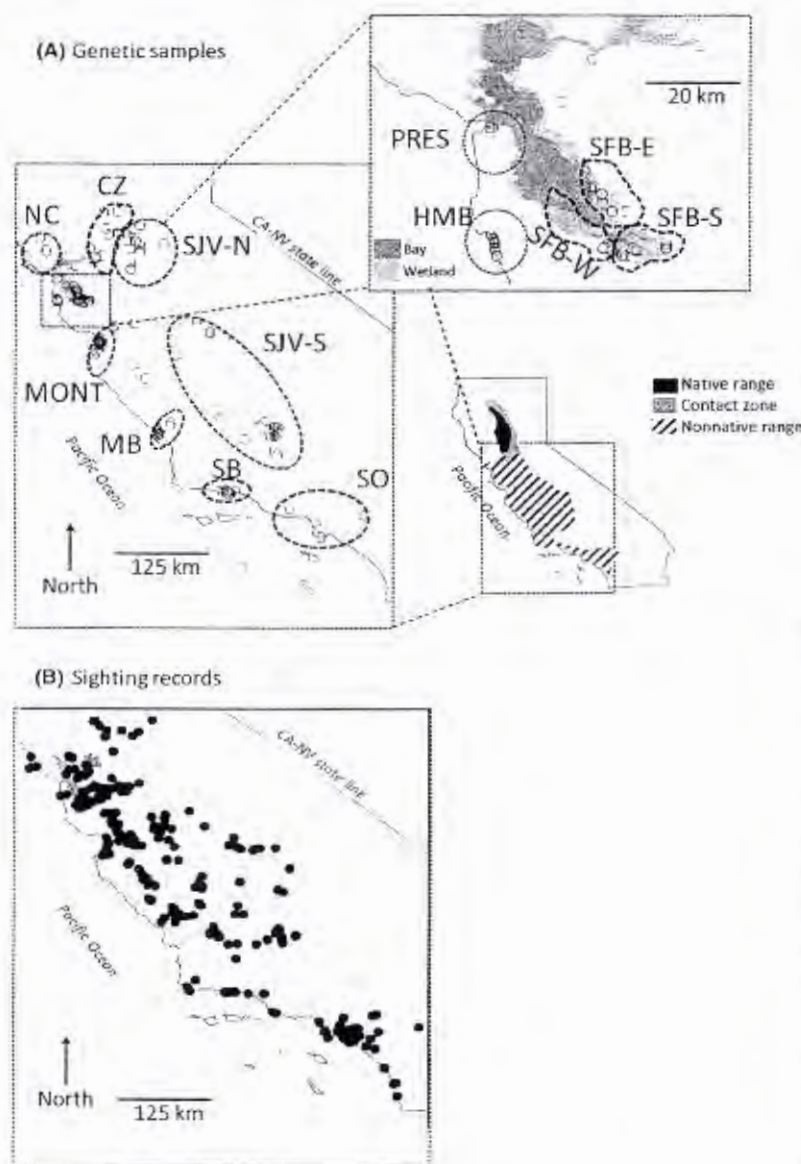 (A) Genetic samples
20 km
PRES
SFB-E
HMB
SFB-S
SFB-W
Bay
Wetland
CZ
NC
SJV-N
CA-NV state line
SJV-S
MONT
MB
SB
SO
Pacific Ocean
North
125 km
Native range
Contact zone
Nonnative range
Pacific Ocean
(B) Sighting records
CA-NV state line
Pacific Ocean
North
125 km